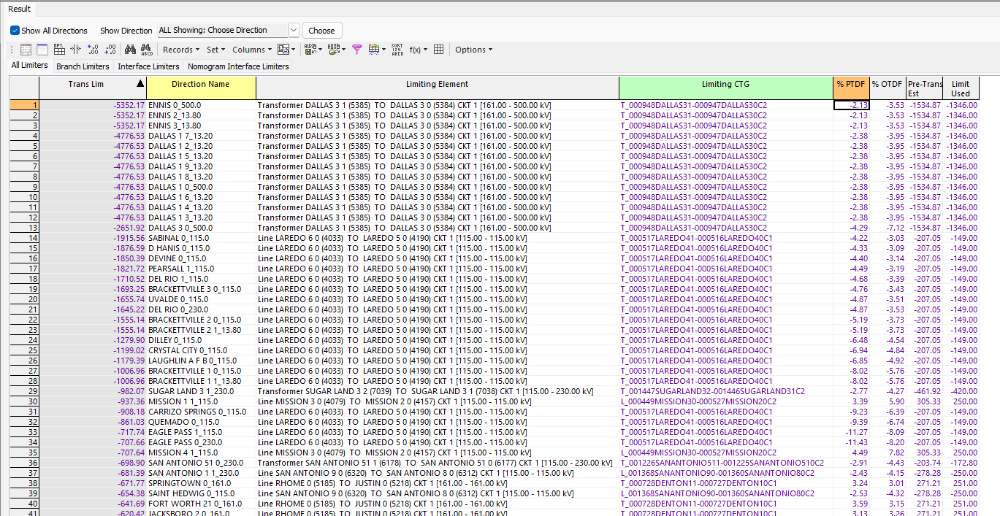 Result
Show All Directions Show Direction ALL Showing: Choose Direction Choose
Records Set Columns AUXB AUXB SORT 124 ABED f(x) Options
All Limiters Branch Limiters Interface Limiters Nomogram Interface Limiters
Trans Lim Direction Name Limiting Element Limiting CTG % PTDF % OTDF Pre-Trans Est Limit Used
1 -5352.17 ENNIS 0_500.0 Transformer DALLAS 3 1 (5385) TO DALLAS 3 0 (5384) CKT 1 [161.00 - 500.00 kV] T_000948DALLAS31-000947DALLAS30C2 -2.13 -3.53 -1534.87 -1346.00
2 -5352.17 ENNIS 2_13.80 Transformer DALLAS 3 1 (5385) TO DALLAS 3 0 (5384) CKT 1 [161.00 - 500.00 kV] T_000948DALLAS31-000947DALLAS30C2 -2.13 -3.53 -1534.87 -1346.00
3 -5352.17 ENNIS 3_13.80 Transformer DALLAS 3 1 (5385) TO DALLAS 3 0 (5384) CKT 1 [161.00 - 500.00 kV] T_000948DALLAS31-000947DALLAS30C2 -2.13 -3.53 -1534.87 -1346.00
4 -4776.53 DALLAS 1 7_13.20 Transformer DALLAS 3 1 (5385) TO DALLAS 3 0 (5384) CKT 1 [161.00 - 500.00 kV] T_000948DALLAS31-000947DALLAS30C2 -2.38 -3.95 -1534.87 -1346.00
5 -4776.53 DALLAS 1 2_13.20 Transformer DALLAS 3 1 (5385) TO DALLAS 3 0 (5384) CKT 1 [161.00 - 500.00 kV] T_000948DALLAS31-000947DALLAS30C2 -2.38 -3.95 -1534.87 -1346.00
6 -4776.53 DALLAS 1 5_13.20 Transformer DALLAS 3 1 (5385) TO DALLAS 3 0 (5384) CKT 1 [161.00 - 500.00 kV] T_000948DALLAS31-000947DALLAS30C2 -2.38 -3.95 -1534.87 -1346.00
7 -4776.53 DALLAS 1 9_13.20 Transformer DALLAS 3 1 (5385) TO DALLAS 3 0 (5384) CKT 1 [161.00 - 500.00 kV] T_000948DALLAS31-000947DALLAS30C2 -2.38 -3.95 -1534.87 -1346.00
8 -4776.53 DALLAS 1 8_13.20 Transformer DALLAS 3 1 (5385) TO DALLAS 3 0 (5384) CKT 1 [161.00 - 500.00 kV] T_000948DALLAS31-000947DALLAS30C2 -2.38 -3.95 -1534.87 -1346.00
9 -4776.53 DALLAS 1 0_500.0 Transformer DALLAS 3 1 (5385) TO DALLAS 3 0 (5384) CKT 1 [161.00 - 500.00 kV] T_000948DALLAS31-000947DALLAS30C2 -2.38 -3.95 -1534.87 -1346.00
10 -4776.53 DALLAS 1 6_13.20 Transformer DALLAS 3 1 (5385) TO DALLAS 3 0 (5384) CKT 1 [161.00 - 500.00 kV] T_000948DALLAS31-000947DALLAS30C2 -2.38 -3.95 -1534.87 -1346.00
11 -4776.53 DALLAS 1 4_13.20 Transformer DALLAS 3 1 (5385) TO DALLAS 3 0 (5384) CKT 1 [161.00 - 500.00 kV] T_000948DALLAS31-000947DALLAS30C2 -2.38 -3.95 -1534.87 -1346.00
12 -4776.53 DALLAS 1 3_13.20 Transformer DALLAS 3 1 (5385) TO DALLAS 3 0 (5384) CKT 1 [161.00 - 500.00 kV] T_000948DALLAS31-000947DALLAS30C2 -2.38 -3.95 -1534.87 -1346.00
13 -2651.92 DALLAS 3 0_500.0 Transformer DALLAS 3 1 (5385) TO DALLAS 3 0 (5384) CKT 1 [161.00 - 500.00 kV] T_000948DALLAS31-000947DALLAS30C2 -4.29 -7.12 -1534.87 -1346.00
14 -1915.56 SABINAL 0_115.0 Line LAREDO 6 0 (4033) TO LAREDO 5 0 (4190) CKT 1 [115.00 - 115.00 kV] T_000517LAREDO41-000516LAREDO40C1 -4.22 -3.03 -207.05 -149.00
15 -1876.59 D HANIS 0_115.0 Line LAREDO 6 0 (4033) TO LAREDO 5 0 (4190) CKT 1 [115.00 - 115.00 kV] T_000517LAREDO41-000516LAREDO40C1 -4.33 -3.09 -207.05 -149.00
16 -1850.39 DEVINE 0_115.0 Line LAREDO 6 0 (4033) TO LAREDO 5 0 (4190) CKT 1 [115.00 - 115.00 kV] T_000517LAREDO41-000516LAREDO40C1 -4.40 -3.14 -207.05 -149.00
17 -1821.72 PEARSALL 1_115.0 Line LAREDO 6 0 (4033) TO LAREDO 5 0 (4190) CKT 1 [115.00 - 115.00 kV] T_000517LAREDO41-000516LAREDO40C1 -4.49 -3.19 -207.05 -149.00
18 -1710.52 DEL RIO 1_115.0 Line LAREDO 6 0 (4033) TO LAREDO 5 0 (4190) CKT 1 [115.00 - 115.00 kV] T_000517LAREDO41-000516LAREDO40C1 -4.68 -3.39 -207.05 -149.00
19 -1693.25 BRACKETTVILLE 3 0_115.0 Line LAREDO 6 0 (4033) TO LAREDO 5 0 (4190) CKT 1 [115.00 - 115.00 kV] T_000517LAREDO41-000516LAREDO40C1 -4.76 -3.43 -207.05 -149.00
20 -1655.74 UVALDE 0_115.0 Line LAREDO 6 0 (4033) TO LAREDO 5 0 (4190) CKT 1 [115.00 - 115.00 kV] T_000517LAREDO41-000516LAREDO40C1 -4.87 -3.51 -207.05 -149.00
21 -1645.22 DEL RIO 0_230.0 Line LAREDO 6 0 (4033) TO LAREDO 5 0 (4190) CKT 1 [115.00 - 115.00 kV] T_000517LAREDO41-000516LAREDO40C1 -4.87 -3.53 -207.05 -149.00
22 -1555.14 BRACKETTVILLE 2 0_115.0 Line LAREDO 6 0 (4033) TO LAREDO 5 0 (4190) CKT 1 [115.00 - 115.00 kV] T_000517LAREDO41-000516LAREDO40C1 -5.19 -3.73 -207.05 -149.00
23 -1555.14 BRACKETTVILLE 2 1_13.80 Line LAREDO 6 0 (4033) TO LAREDO 5 0 (4190) CKT 1 [115.00 - 115.00 kV] T_000517LAREDO41-000516LAREDO40C1 -5.19 -3.73 -207.05 -149.00
24 -1279.90 DILLEY 0_115.0 Line LAREDO 6 0 (4033) TO LAREDO 5 0 (4190) CKT 1 [115.00 - 115.00 kV] T_000517LAREDO41-000516LAREDO40C1 -6.48 -4.54 -207.05 -149.00
25 -1199.02 CRYSTAL CITY 0_115.0 Line LAREDO 6 0 (4033) TO LAREDO 5 0 (4190) CKT 1 [115.00 - 115.00 kV] T_000517LAREDO41-000516LAREDO40C1 -6.94 -4.84 -207.05 -149.00
26 -1179.39 LAUGHLIN A F B 0_115.0 Line LAREDO 6 0 (4033) TO LAREDO 5 0 (4190) CKT 1 [115.00 - 115.00 kV] T_000517LAREDO41-000516LAREDO40C1 -6.85 -4.92 -207.05 -149.00
27 -1006.96 BRACKETTVILLE 1 0_115.0 Line LAREDO 6 0 (4033) TO LAREDO 5 0 (4190) CKT 1 [115.00 - 115.00 kV] T_000517LAREDO41-000516LAREDO40C1 -8.02 -5.76 -207.05 -149.00
28 -1006.96 BRACKETTVILLE 1 1_13.80 Line LAREDO 6 0 (4033) TO LAREDO 5 0 (4190) CKT 1 [115.00 - 115.00 kV] T_000517LAREDO41-000516LAREDO40C1 -8.02 -5.76 -207.05 -149.00
29 -982.07 SUGAR LAND 3 1_230.0 Transformer SUGAR LAND 3 2 (7039) TO SUGAR LAND 3 1 (7038) CKT 1 [115.00 - 230.00 kV] T_001447SUGARLAND32-001446SUGARLAND31C2 -2.77 -4.27 -461.92 -420.00
30 -937.36 MISSION 1 1_115.0 Line MISSION 3 0 (4079) TO MISSION 2 0 (4157) CKT 1 [115.00 - 115.00 kV] L_000449MISSION30-000527MISSION20C2 3.39 5.90 305.33 250.00
31 -908.18 CARRIZO SPRINGS 0_115.0 Line LAREDO 6 0 (4033) TO LAREDO 5 0 (4190) CKT 1 [115.00 - 115.00 kV] T_000517LAREDO41-000516LAREDO40C1 -9.23 -6.39 -207.05 -149.00
32 -861.03 QUEMADO 0_115.0 Line LAREDO 6 0 (4033) TO LAREDO 5 0 (4190) CKT 1 [115.00 - 115.00 kV] T_000517LAREDO41-000516LAREDO40C1 -9.39 -6.74 -207.05 -149.00
33 -717.74 EAGLE PASS 1_115.0 Line LAREDO 6 0 (4033) TO LAREDO 5 0 (4190) CKT 1 [115.00 - 115.00 kV] T_000517LAREDO41-000516LAREDO40C1 -11.27 -8.09 -207.05 -149.00
34 -707.66 EAGLE PASS 0_230.0 Line LAREDO 6 0 (4033) TO LAREDO 5 0 (4190) CKT 1 [115.00 - 115.00 kV] T_000517LAREDO41-000516LAREDO40C1 -11.43 -8.20 -207.05 -149.00
35 -707.64 MISSION 4 1_115.0 Line MISSION 3 0 (4079) TO MISSION 2 0 (4157) CKT 1 [115.00 - 115.00 kV] L_000449MISSION30-000527MISSION20C2 4.49 7.82 305.33 250.00
36 -698.90 SAN ANTONIO 51 0_230.0 Transformer SAN ANTONIO 51 1 (6178) TO SAN ANTONIO 51 0 (6177) CKT 1 [115.00 - 230.00 kV] T_001226SANANTONIO511-001225SANANTONIO510C2 -2.91 -4.43 -203.74 -172.80
37 -681.39 SAN ANTONIO 1 1_230.0 Line SAN ANTONIO 9 0 (6320) TO SAN ANTONIO 8 0 (6312) CKT 1 [115.00 - 115.00 kV] L_001368SANANTONIO90-001360SANANTONIO80C2 -2.43 -4.15 -278.28 -250.00
38 -671.77 SPRINGTOWN 0_161.0 Line RHOME 0 (5185) TO JUSTIN 0 (5218) CKT 1 [161.00 - 161.00 kV] T_000728DENTON11-000727DENTON10C1 3.24 3.01 271.21 251.00
39 -654.38 SAINT HEDWIG 0_115.0 Line SAN ANTONIO 9 0 (6320) TO SAN ANTONIO 8 0 (6312) CKT 1 [115.00 - 115.00 kV] L_001368SANANTONIO90-001360SANANTONIO80C2 -2.53 -4.32 -278.28 -250.00
40 -641.69 FORT WORTH 21 0_161.0 Line RHOME 0 (5185) TO JUSTIN 0 (5218) CKT 1 [161.00 - 161.00 kV] T_000728DENTON11-000727DENTON10C1 3.59 3.15 271.21 251.00
41 -620.42 JACKSBORO 2 0_161.0 Line RHOME 0 (5185) TO JUSTIN 0 (5218) CKT 1 [161.00 - 161.00 kV] T_000728DENTON11-000727DENTON10C1 3.13 3.26 271.21 251.00